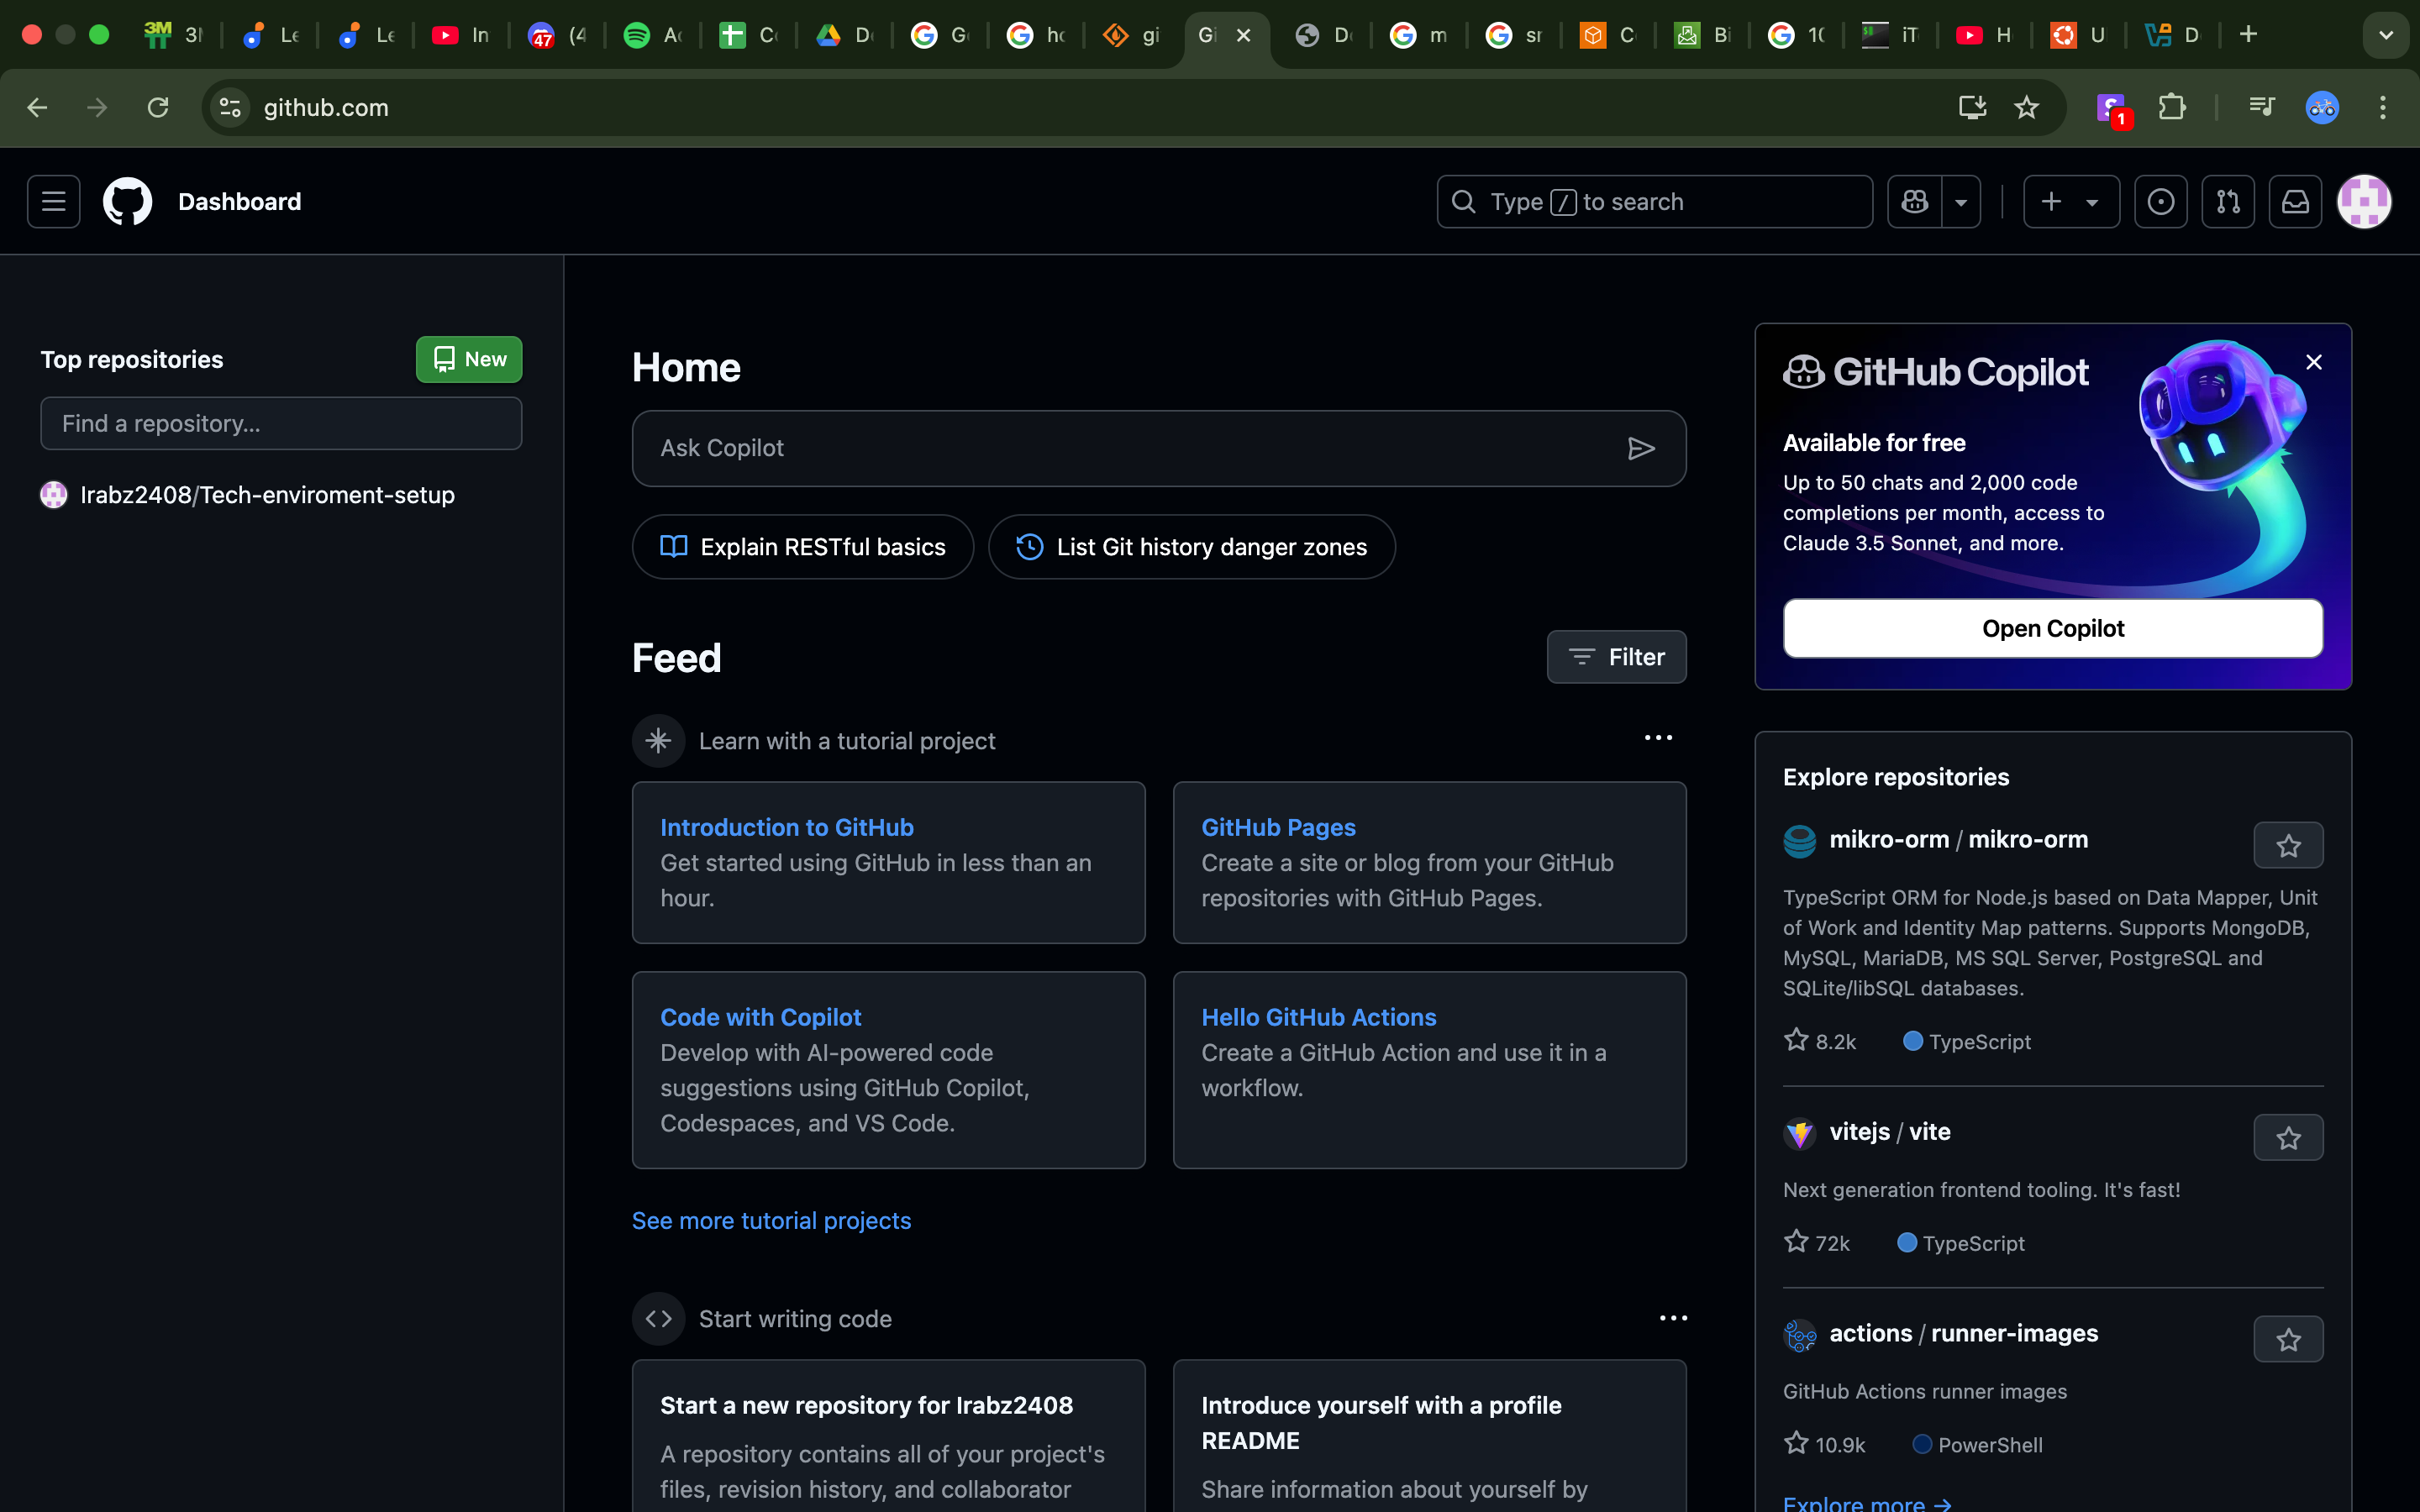 3M
Le
Le
In
47
(4
Ac
Co
Do
G
ho
gi
Gi
D
m
sr
C
Bi
10
iT
H
U
D
github.com
1
Dashboard
Type / to search
Top repositories
New
Find a repository...
Irabz2408/Tech-enviroment-setup
Home
Ask Copilot
Explain RESTful basics
List Git history danger zones
Feed
Filter
Learn with a tutorial project
Introduction to GitHub
Get started using GitHub in less than an
hour.
GitHub Pages
Create a site or blog from your GitHub
repositories with GitHub Pages.
Code with Copilot
Develop with AI-powered code
suggestions using GitHub Copilot,
Codespaces, and VS Code.
Hello GitHub Actions
Create a GitHub Action and use it in a
workflow.
See more tutorial projects
Start writing code
Start a new repository for Irabz2408
A repository contains all of your project's
files, revision history, and collaborator
Introduce yourself with a profile
README
Share information about yourself by
GitHub Copilot
Available for free
Up to 50 chats and 2,000 code
completions per month, access to
Claude 3.5 Sonnet, and more.
Open Copilot
Explore repositories
mikro-orm / mikro-orm
TypeScript ORM for Node.js based on Data Mapper, Unit
of Work and Identity Map patterns. Supports MongoDB,
MySQL, MariaDB, MS SQL Server, PostgreSQL and
SQLite/libSQL databases.
8.2k
TypeScript
vitejs / vite
Next generation frontend tooling. It's fast!
72k
TypeScript
actions / runner-images
GitHub Actions runner images
10.9k
PowerShell
Explore more →